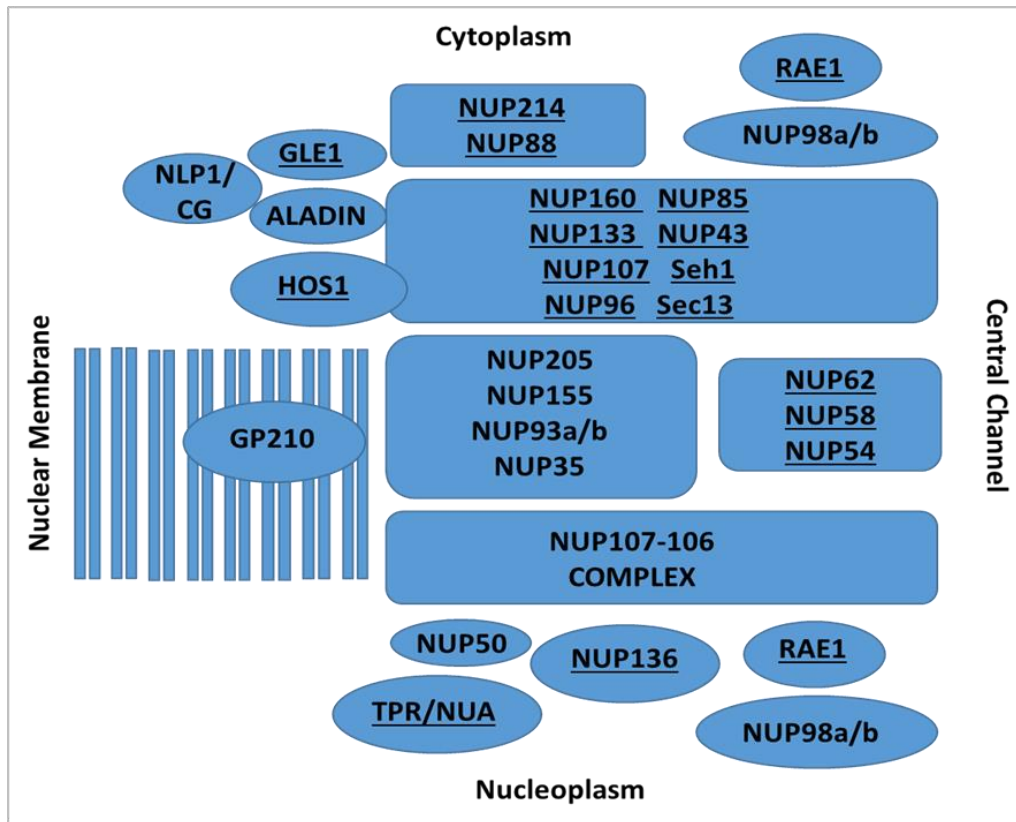 Cytoplasm
RAE1
NUP98a/b
NUP214
NUP88
GLE1
NLP1/
CG
ALADIN
HOS1
NUP160 NUP85
NUP133 NUP43
NUP107 Seh1
NUP96 Sec13
Nuclear Membrane
GP210
NUP205
NUP155
NUP93a/b
NUP35
NUP62
NUP58
NUP54
Central Channel
NUP107-106
COMPLEX
NUP50
NUP136
RAE1
TPR/NUA
NUP98a/b
Nucleoplasm